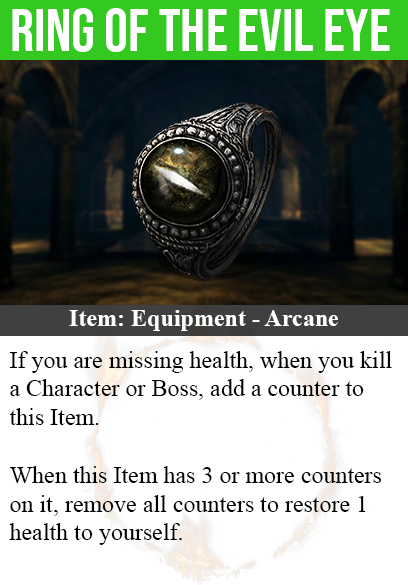 RING OF THE EVIL EYE
Item: Equipment - Arcane
If you are missing health, when you kill
a Character or Boss, add a counter to
this Item.
When this Item has 3 or more counters
on it, remove all counters to restore 1
health to yourself.